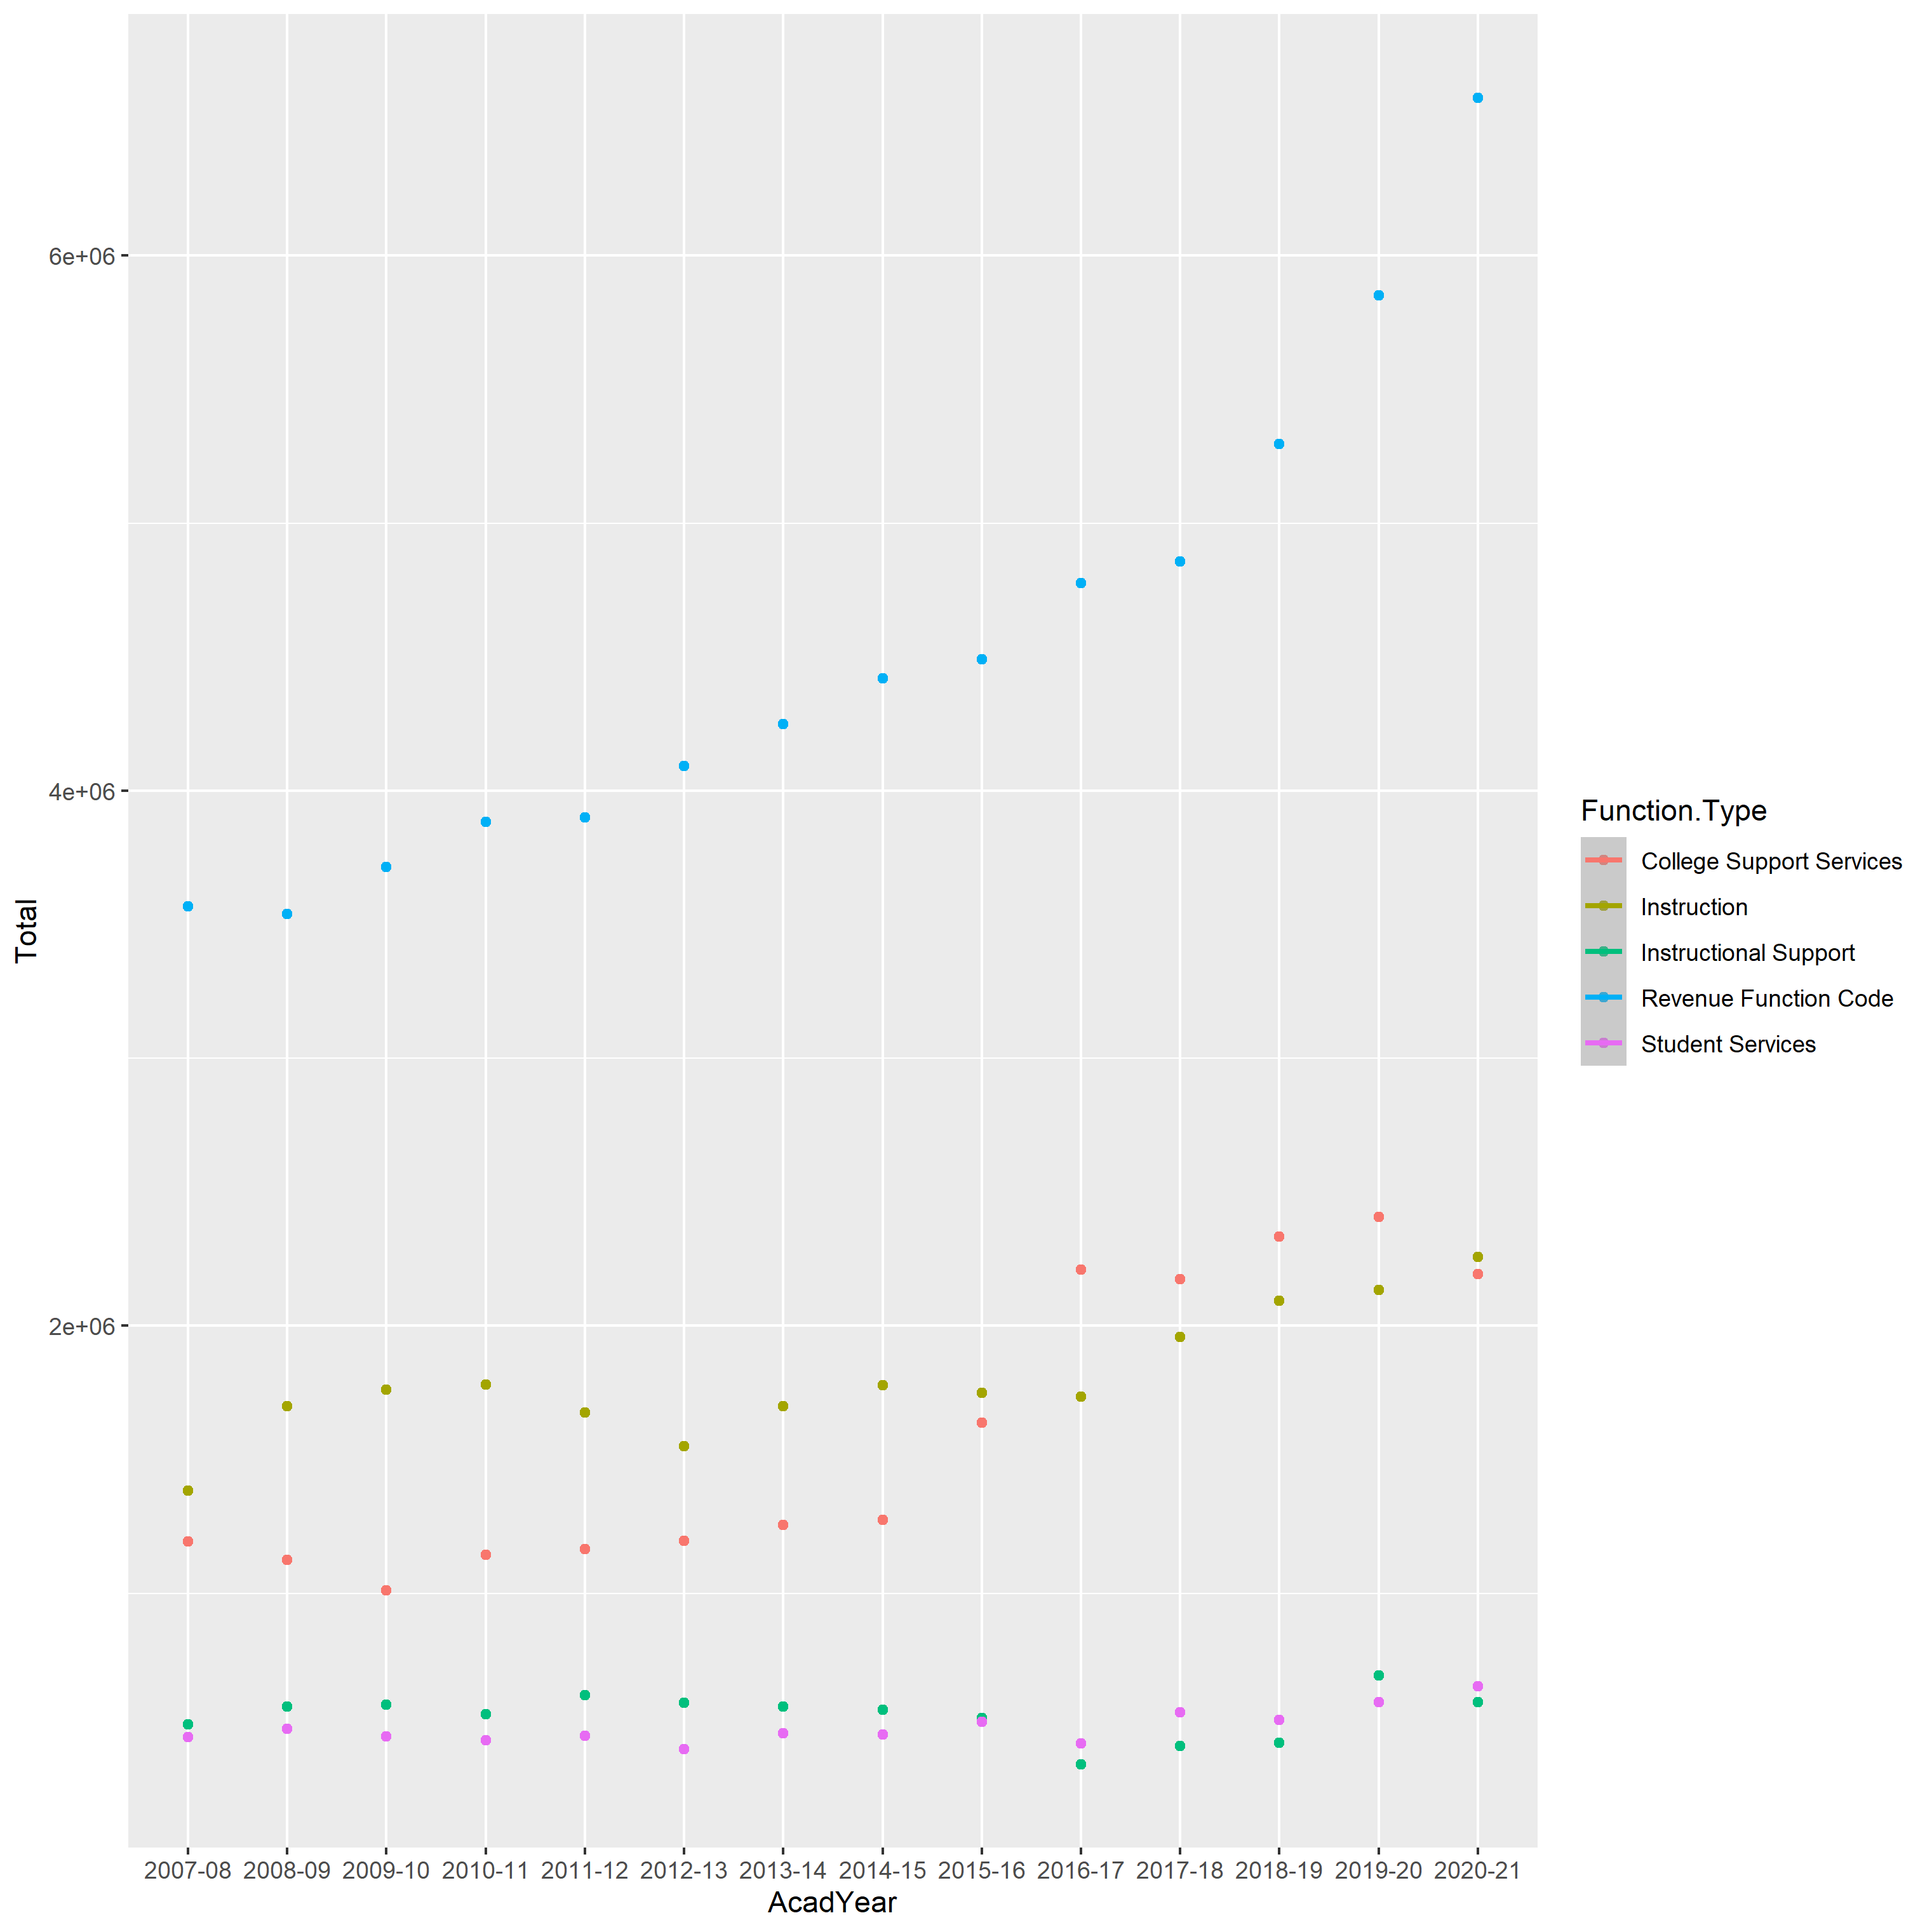 6e+06
4e+06
2e+06
Total
2007-08 2008-09 2009-10 2010-11 2011-12 2012-13 2013-14 2014-15 2015-16 2016-17 2017-18 2018-19 2019-20 2020-21
AcadYear
Function.Type
College Support Services
Instruction
Instructional Support
Revenue Function Code
Student Services